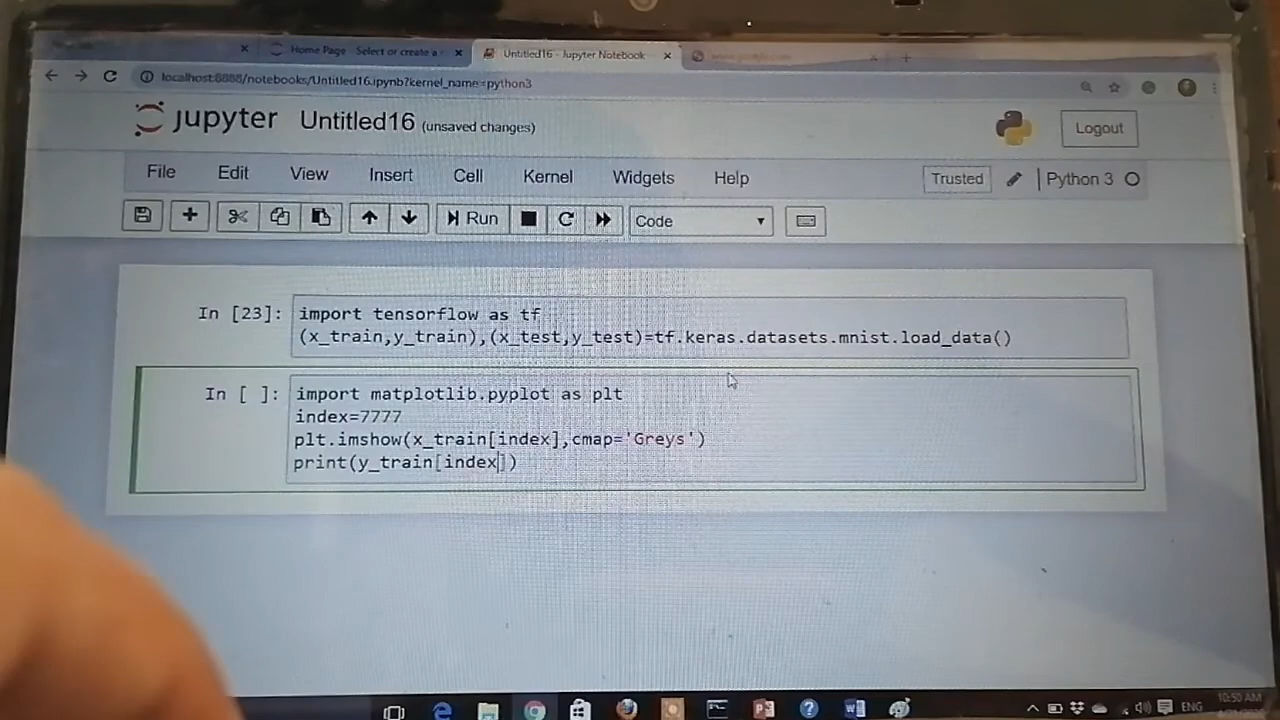 Home Page - Select or create a
Untitled16 - Jupyter Notebook
localhost:8888/notebooks/Untitled16.ipynb?kernel_name=python3
jupyter Untitled16 (unsaved changes)
Logout
File Edit View Insert Cell Kernel Widgets Help
Trusted
Python 3
Run
Code
In [23]: import tensorflow as tf
(x_train,y_train),(x_test,y_test)=tf.keras.datasets.mnist.load_data()
In [ ]: import matplotlib.pyplot as plt
index=7777
plt.imshow(x_train[index],cmap='Greys')
print(y_train[index])
ENG
10:50 AM